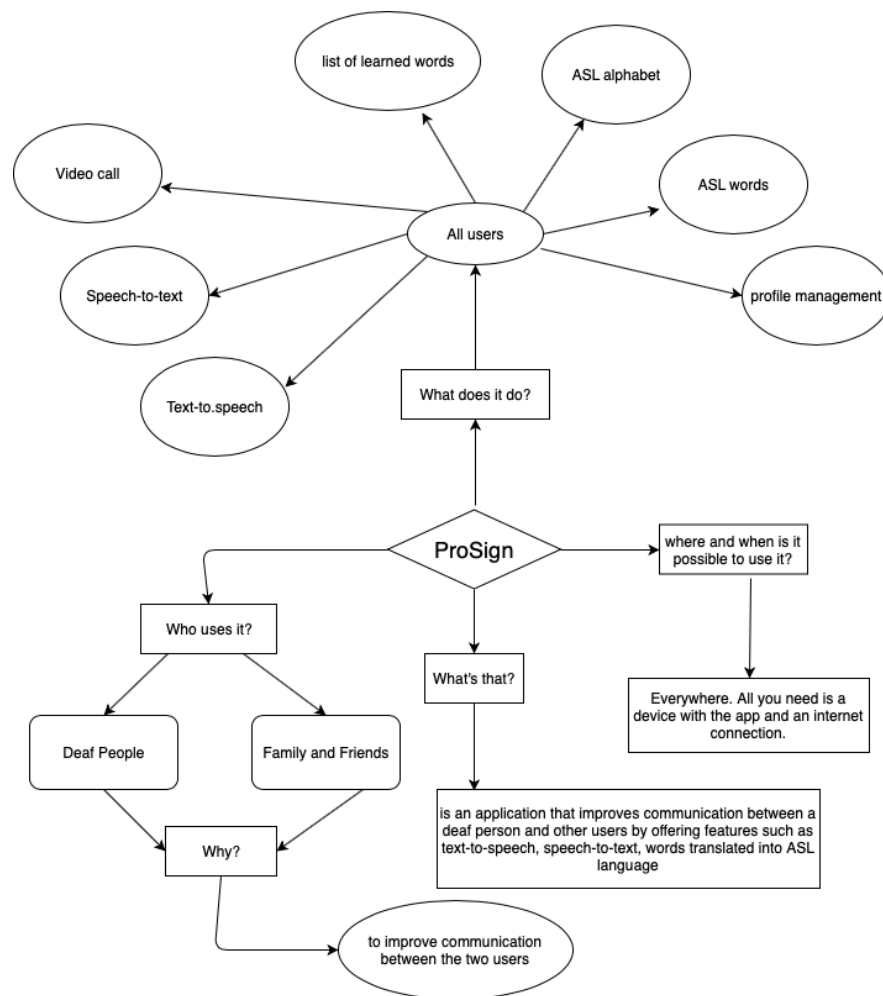 list of learned words
ASL alphabet
Video call
ASL words
All users
Speech-to-text
profile management
Text-to.speech
What does it do?
ProSign
where and when is it
possible to use it?
Who uses it?
What's that?
Everywhere. All you need is a
device with the app and an internet
connection.
Deaf People
Family and Friends
is an application that improves communication between a
deaf person and other users by offering features such as
text-to-speech, speech-to-text, words translated into ASL
language
Why?
to improve communication
between the two users